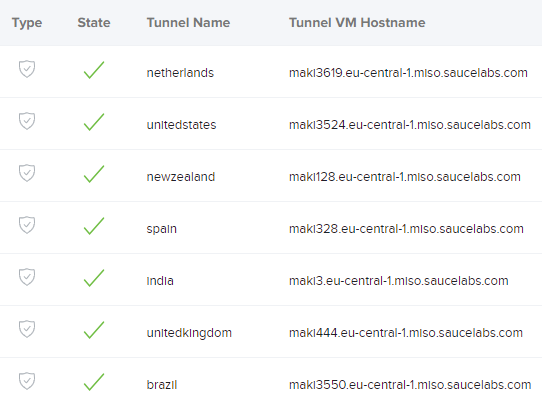 Type State Tunnel Name Tunnel VM Hostname
netherlands maki3619.eu-central-1.miso.saucelabs.com
unitedstates maki3524.eu-central-1.miso.saucelabs.com
newzealand maki128.eu-central-1.miso.saucelabs.com
spain maki328.eu-central-1.miso.saucelabs.com
india maki3.eu-central-1.miso.saucelabs.com
unitedkingdom maki444.eu-central-1.miso.saucelabs.com
brazil maki3550.eu-central-1.miso.saucelabs.com